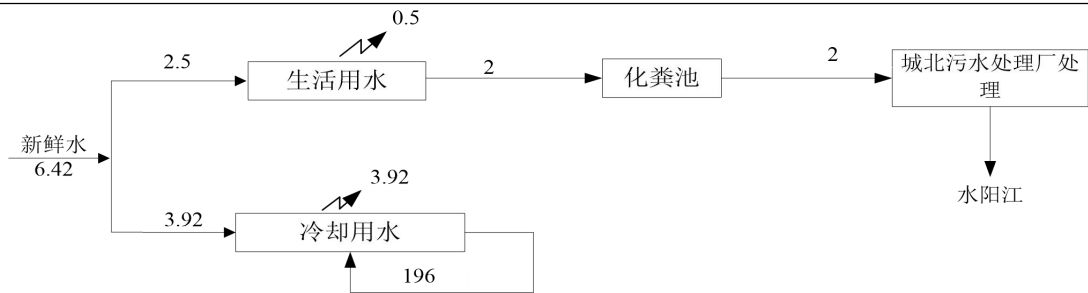 0.5
2.5
生活用水
2
化粪池
2
城北污水处理厂处
理
新鲜水
6.42
水阳江
3.92
3.92
冷却用水
196